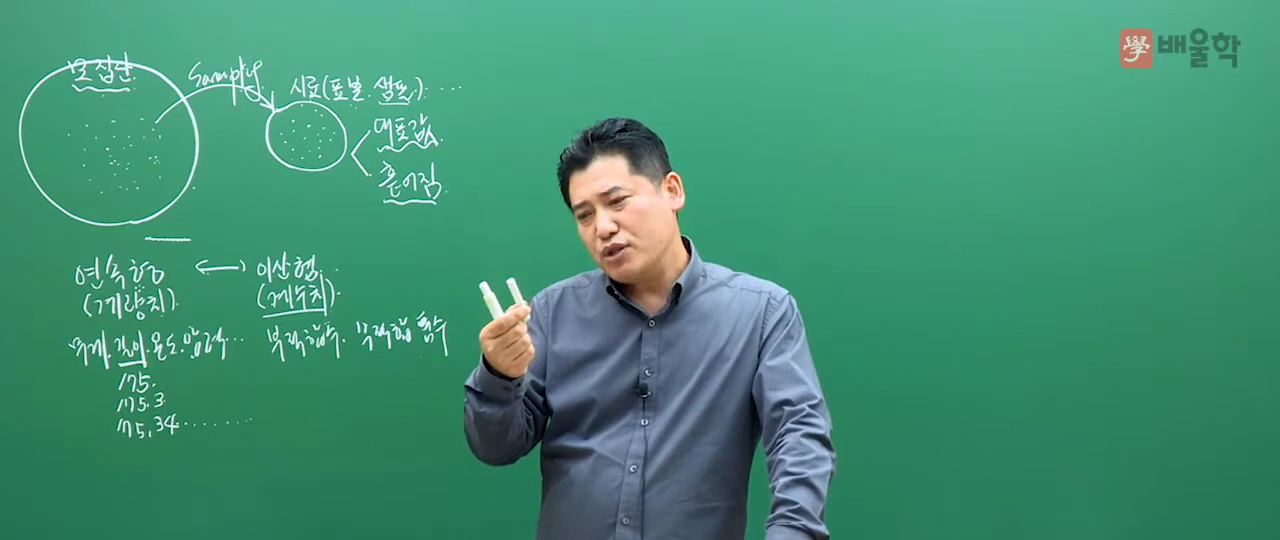 學 배울학
모집단
Sampling
시료(표본. 샘플.) ...
대표값.
흩어짐.
연속형 ↔ 이산형.
(계량치) (계수치).
무게. 길이. 온도. 압력... 부적합수. 부적합품수
175.
175.3
175.34.......